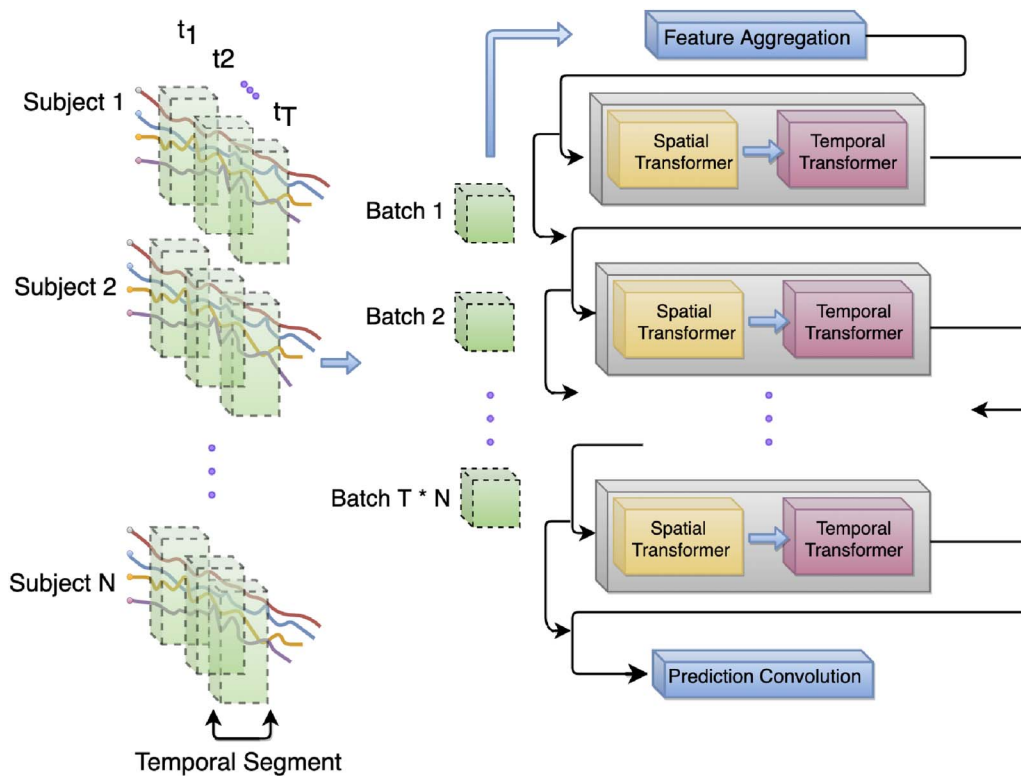 t1
t2
tT
Subject 1
Subject 2
Subject N
Temporal Segment
Batch 1
Batch 2
Batch T * N
Feature Aggregation
Spatial
Transformer
Temporal
Transformer
Spatial
Transformer
Temporal
Transformer
Spatial
Transformer
Temporal
Transformer
Prediction Convolution